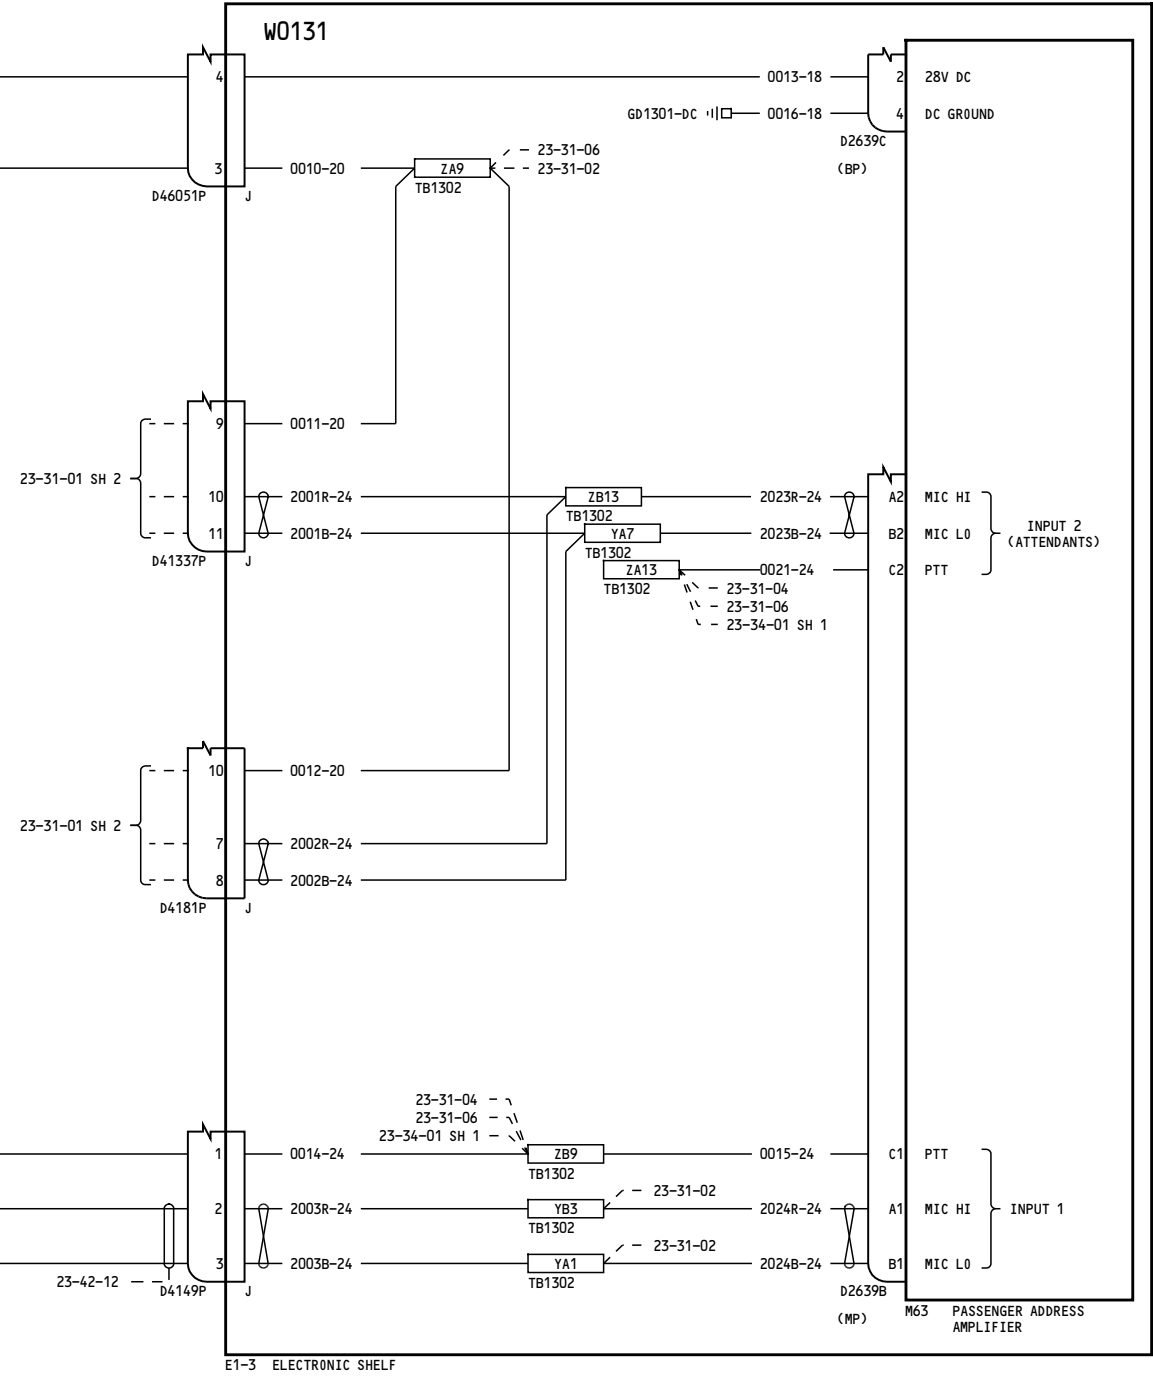 W0131
4 0013-18 2 28V DC
GD1301-DC 0016-18 4 DC GROUND
D2639C
(BP)
23-31-06
3 0010-20 ZA9 23-31-02
TB1302
D46051P J
9 0011-20
23-31-01 SH 2
10 2001R-24 ZB13 2023R-24 A2 MIC HI
TB1302
11 2001B-24 YA7 2023B-24 B2 MIC LO
TB1302
INPUT 2
(ATTENDANTS)
D41337P J
ZA13 0021-24 C2 PTT
TB1302
23-31-04
23-31-06
23-34-01 SH 1
10 0012-20
23-31-01 SH 2
7 2002R-24
8 2002B-24
D4181P J
23-31-04
23-31-06
23-34-01 SH 1
1 0014-24 ZB9 0015-24 C1 PTT
TB1302
23-31-02
2 2003R-24 YB3 2024R-24 A1 MIC HI INPUT 1
TB1302
23-31-02
3 2003B-24 YA1 2024B-24 B1 MIC LO
TB1302
23-42-12
D4149P J
D2639B
(MP)
M63 PASSENGER ADDRESS
AMPLIFIER
E1-3 ELECTRONIC SHELF